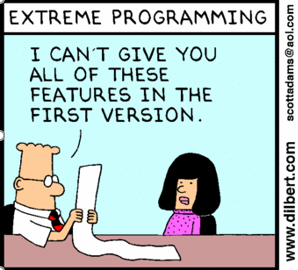 EXTREME PROGRAMMING
I CAN'T GIVE YOU
ALL OF THESE
FEATURES IN THE
FIRST VERSION.
scottadams@aol.com
www.dilbert.com